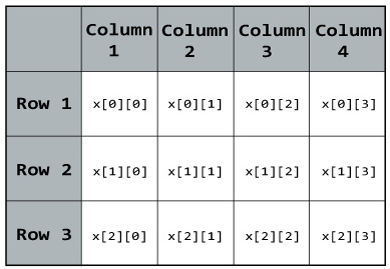 Column 1 Column 2 Column 3 Column 4
Row 1 x[0][0] x[0][1] x[0][2] x[0][3]
Row 2 x[1][0] x[1][1] x[1][2] x[1][3]
Row 3 x[2][0] x[2][1] x[2][2] x[2][3]